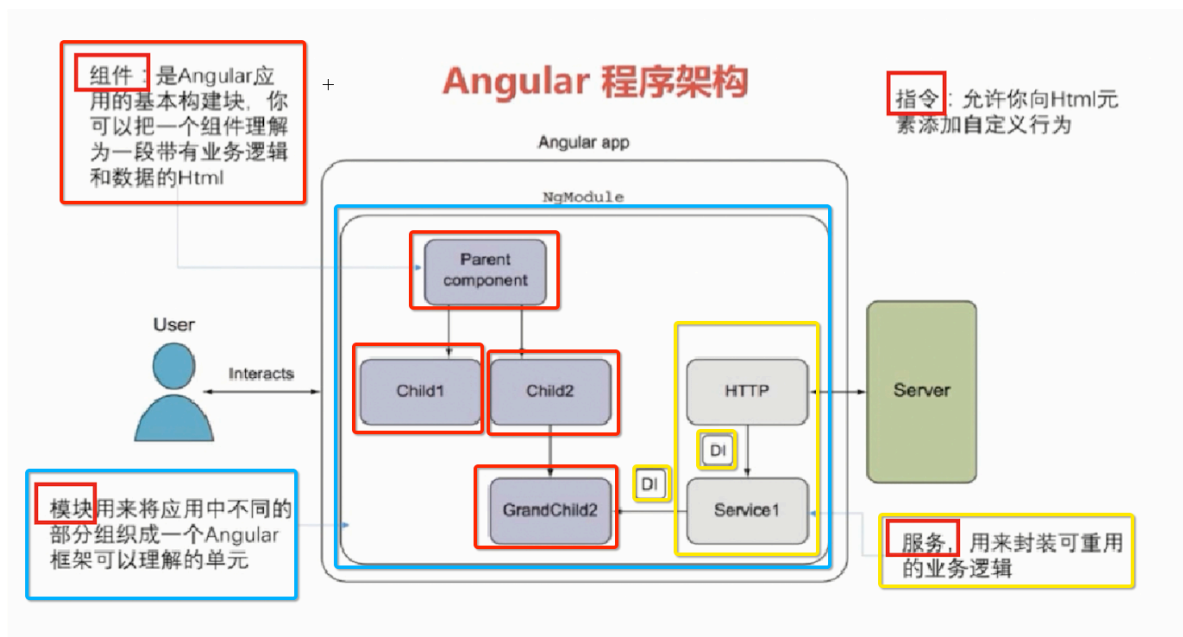 Angular 程序架构
组件：是Angular应
用的基本构建块，你
可以把一个组件理解
为一段带有业务逻辑
和数据的Html
指令：允许你向Html元
素添加自定义行为
Angular app
NgModule
Parent
component
User
Interacts
Child1
Child2
HTTP
Server
DI
DI
GrandChild2
Service1
模块用来将应用中不同的
部分组织成一个Angular
框架可以理解的单元
服务，用来封装可重用
的业务逻辑